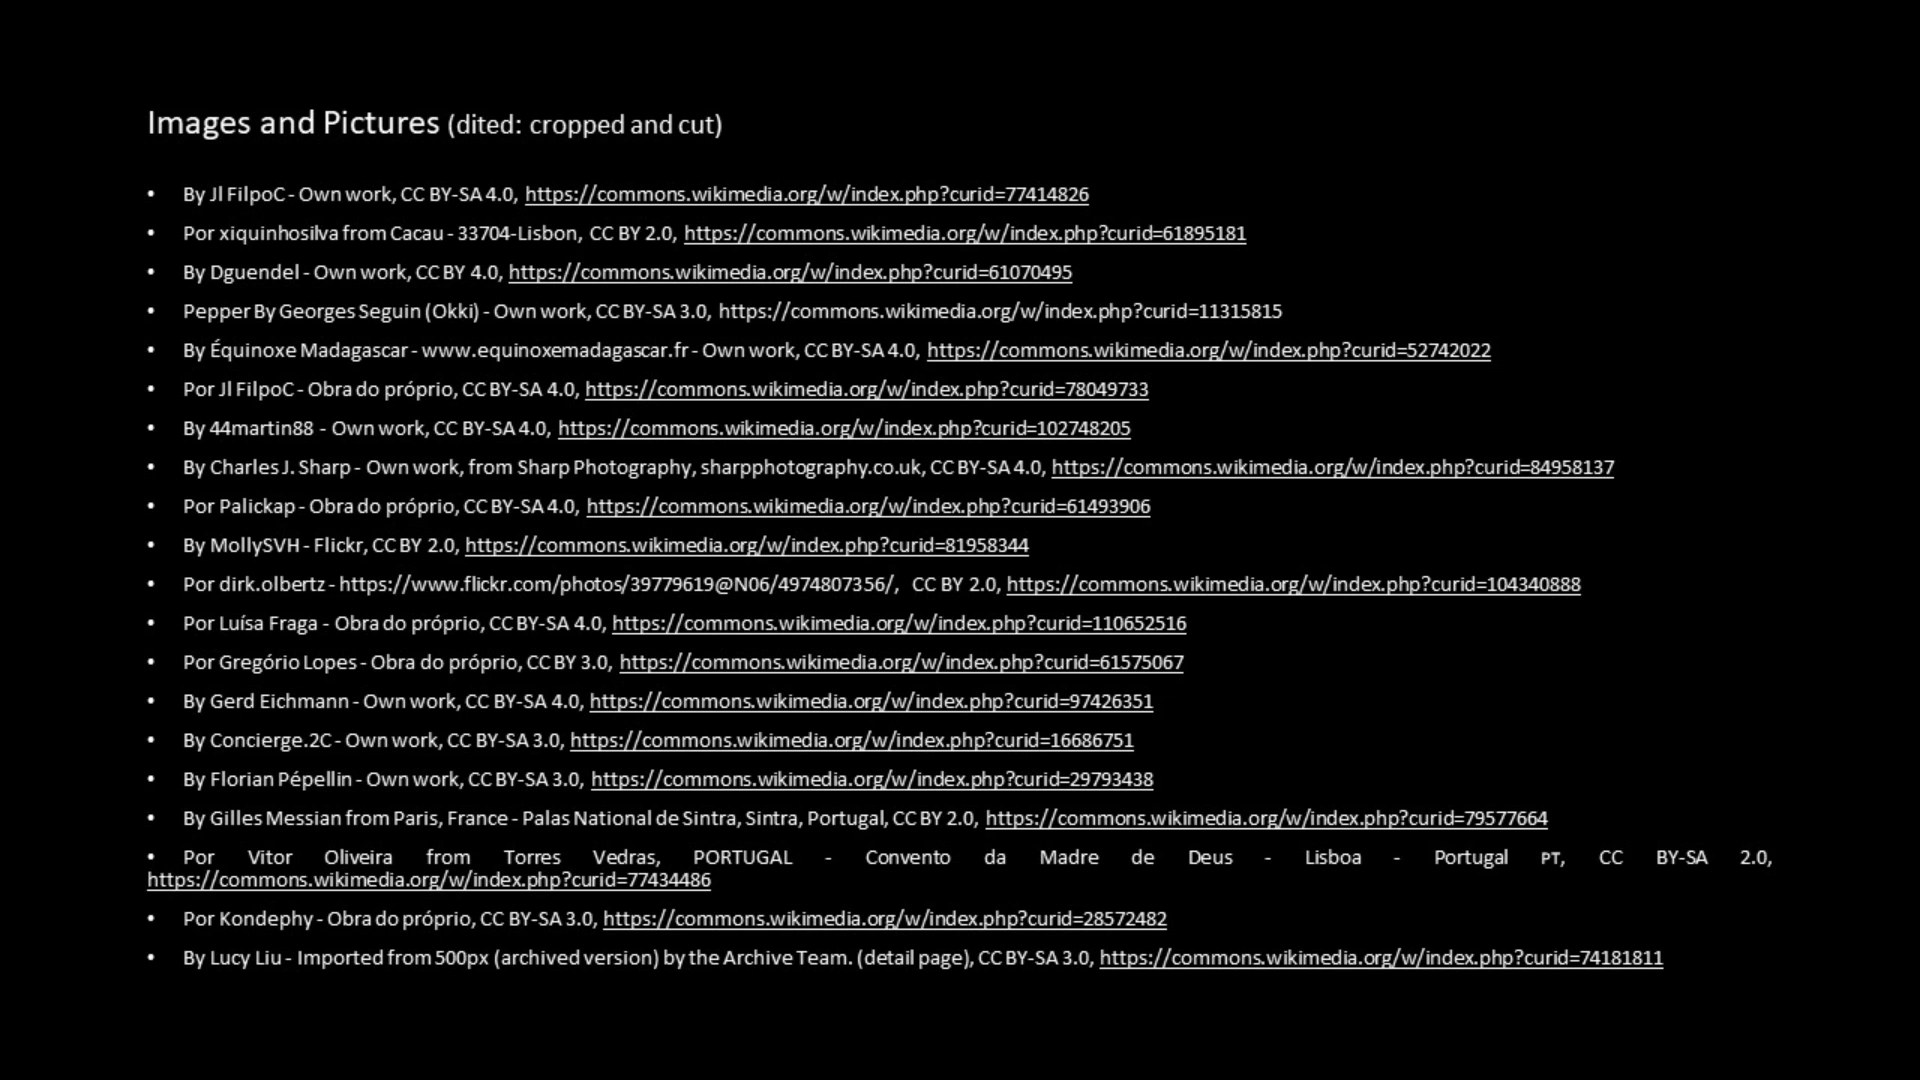 Images and Pictures (dited: cropped and cut)
• By Jl FilpoC - Own work, CC BY-SA 4.0, https://commons.wikimedia.org/w/index.php?curid=77414826
• Por xiquinhosilva from Cacau - 33704-Lisbon, CC BY 2.0, https://commons.wikimedia.org/w/index.php?curid=61895181
• By Dguendel - Own work, CC BY 4.0, https://commons.wikimedia.org/w/index.php?curid=61070495
• Pepper By Georges Seguin (Okki) - Own work, CC BY-SA 3.0, https://commons.wikimedia.org/w/index.php?curid=11315815
• By Équinoxe Madagascar - www.equinoxemadagascar.fr - Own work, CC BY-SA 4.0, https://commons.wikimedia.org/w/index.php?curid=52742022
• Por Jl FilpoC - Obra do próprio, CC BY-SA 4.0, https://commons.wikimedia.org/w/index.php?curid=78049733
• By 44martin88 - Own work, CC BY-SA 4.0, https://commons.wikimedia.org/w/index.php?curid=102748205
• By Charles J. Sharp - Own work, from Sharp Photography, sharpphotography.co.uk, CC BY-SA 4.0, https://commons.wikimedia.org/w/index.php?curid=84958137
• Por Palickap - Obra do próprio, CC BY-SA 4.0, https://commons.wikimedia.org/w/index.php?curid=61493906
• By MollySVH - Flickr, CC BY 2.0, https://commons.wikimedia.org/w/index.php?curid=81958344
• Por dirk.olbertz - https://www.flickr.com/photos/39779619@N06/4974807356/, CC BY 2.0, https://commons.wikimedia.org/w/index.php?curid=104340888
• Por Luísa Fraga - Obra do próprio, CC BY-SA 4.0, https://commons.wikimedia.org/w/index.php?curid=110652516
• Por Gregório Lopes - Obra do próprio, CC BY 3.0, https://commons.wikimedia.org/w/index.php?curid=61575067
• By Gerd Eichmann - Own work, CC BY-SA 4.0, https://commons.wikimedia.org/w/index.php?curid=97426351
• By Concierge.2C - Own work, CC BY-SA 3.0, https://commons.wikimedia.org/w/index.php?curid=16686751
• By Florian Pépellin - Own work, CC BY-SA 3.0, https://commons.wikimedia.org/w/index.php?curid=29793438
• By Gilles Messian from Paris, France - Palas National de Sintra, Sintra, Portugal, CC BY 2.0, https://commons.wikimedia.org/w/index.php?curid=79577664
• Por Vitor Oliveira from Torres Vedras, PORTUGAL - Convento da Madre de Deus - Lisboa - Portugal PT, CC BY-SA 2.0,
https://commons.wikimedia.org/w/index.php?curid=77434486
• Por Kondephy - Obra do próprio, CC BY-SA 3.0, https://commons.wikimedia.org/w/index.php?curid=28572482
• By Lucy Liu - Imported from 500px (archived version) by the Archive Team. (detail page), CC BY-SA 3.0, https://commons.wikimedia.org/w/index.php?curid=74181811